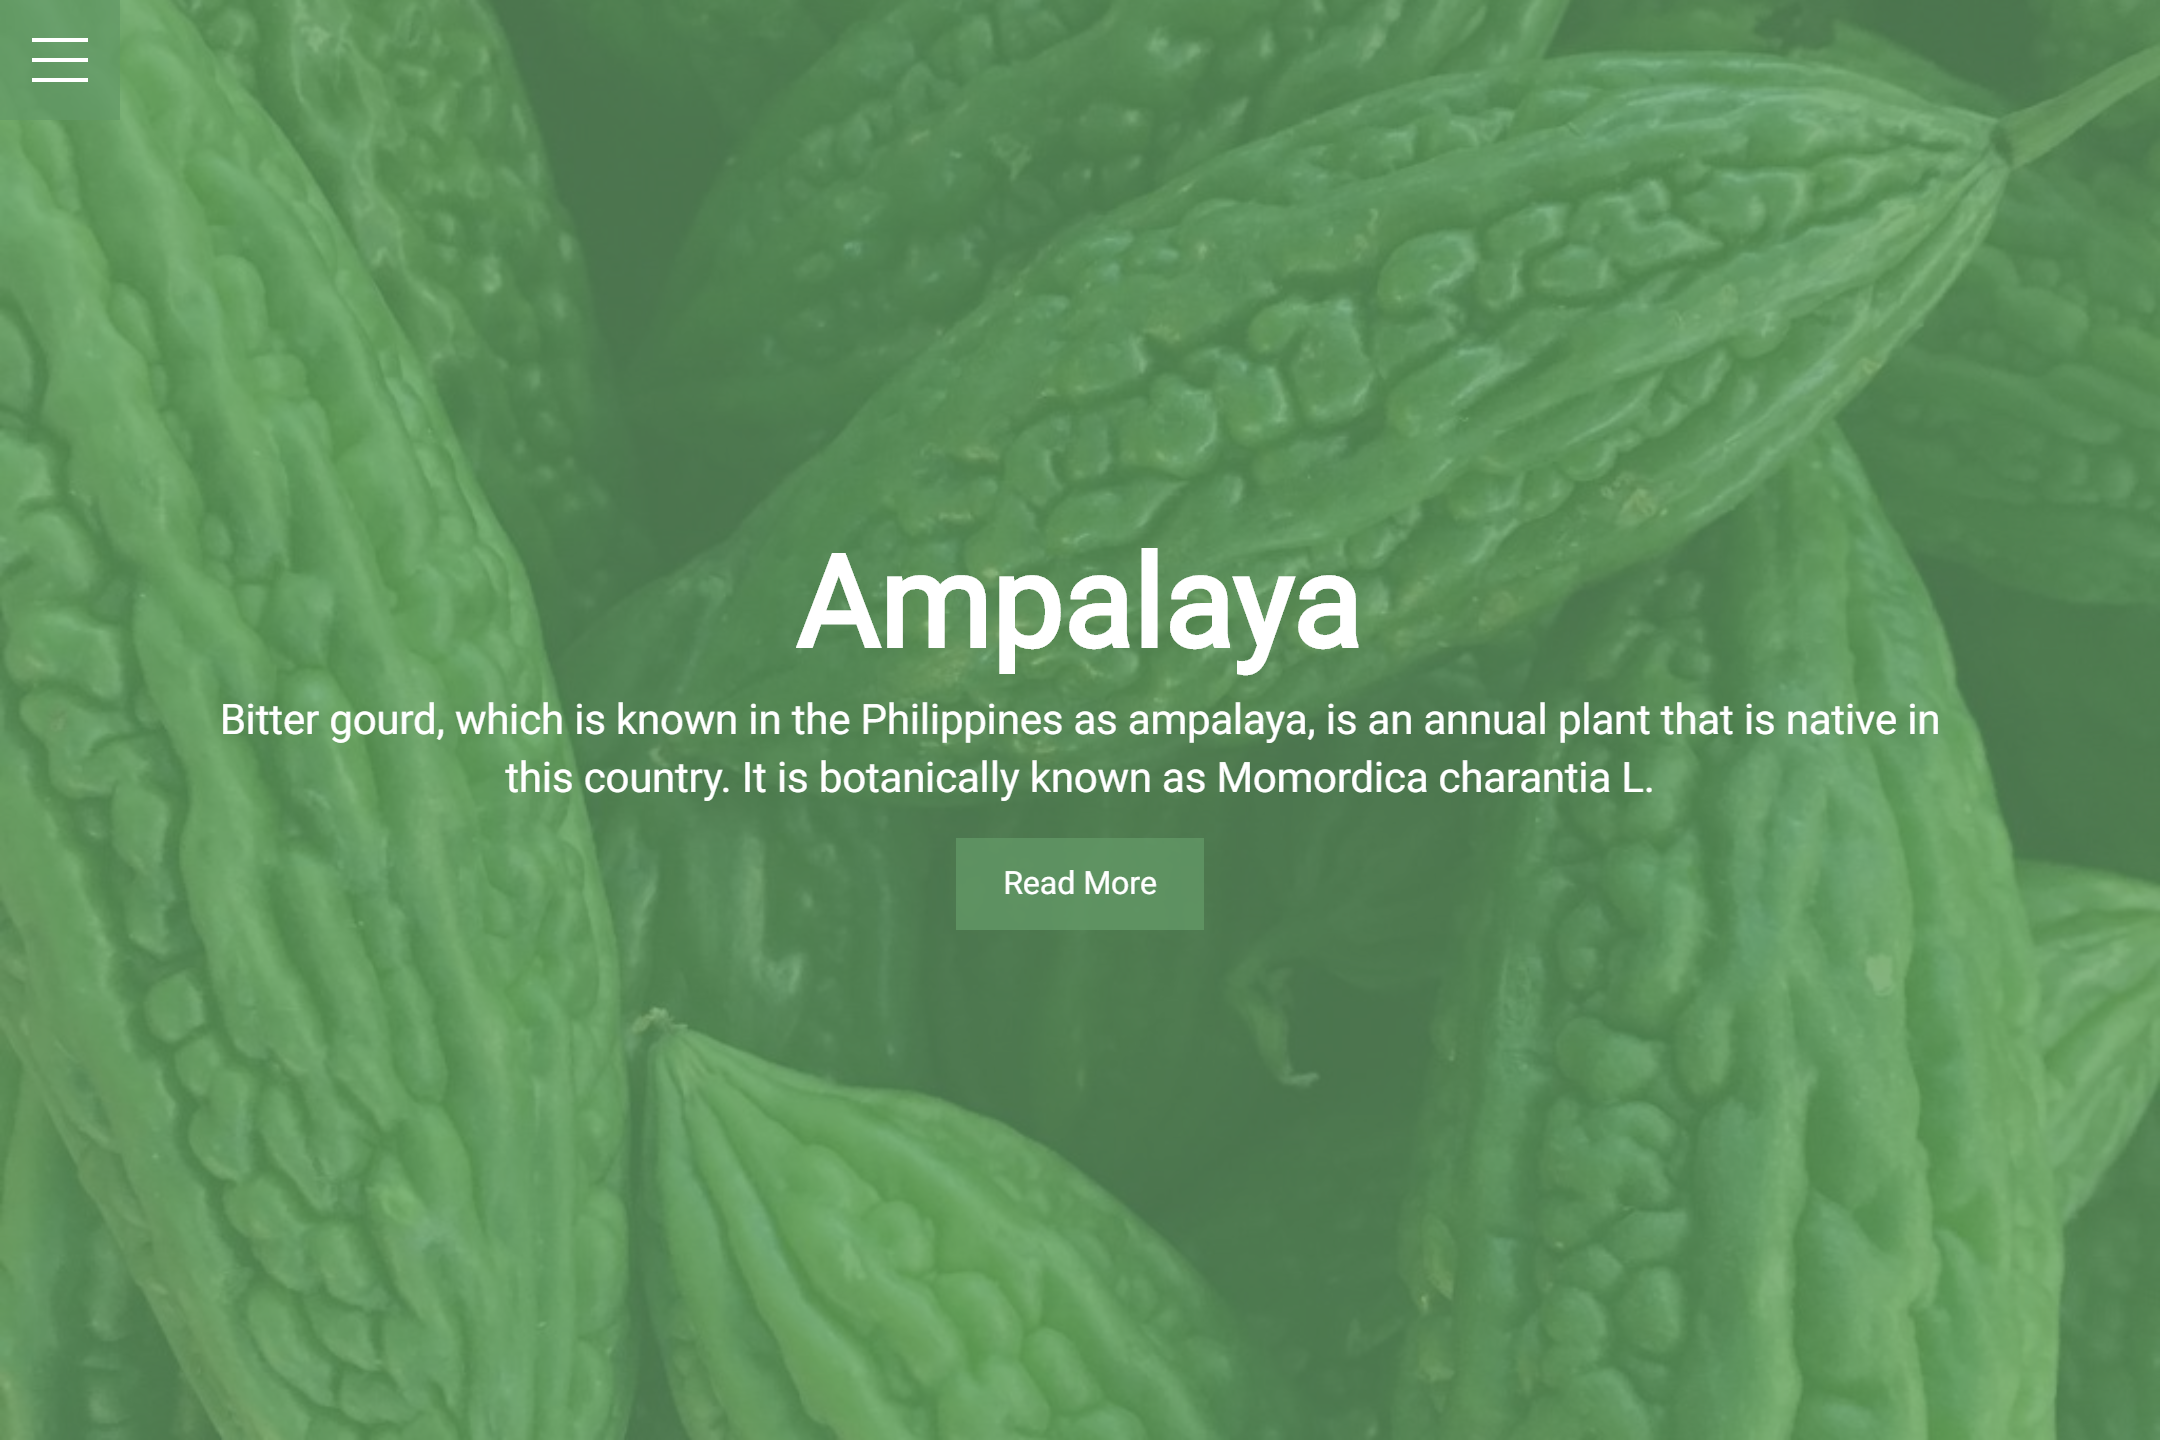 Ampalaya
Bitter gourd, which is known in the Philippines as ampalaya, is an annual plant that is native in
this country. It is botanically known as Momordica charantia L.
Read More